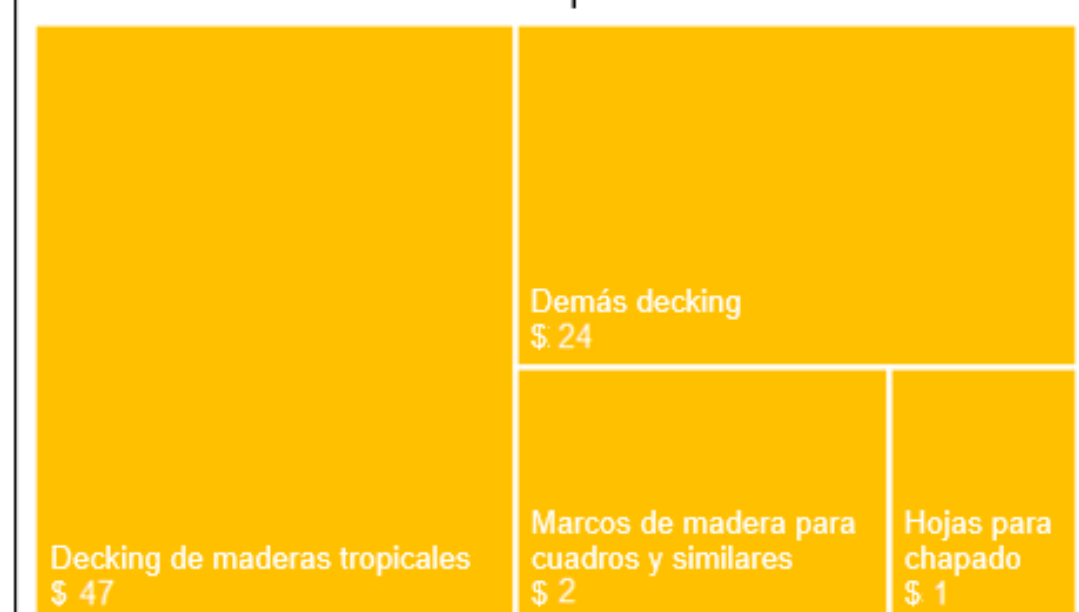 Demás decking
$ 24
Decking de maderas tropicales
$ 47
Marcos de madera para
cuadros y similares
$ 2
Hojas para
chapado
$ 1